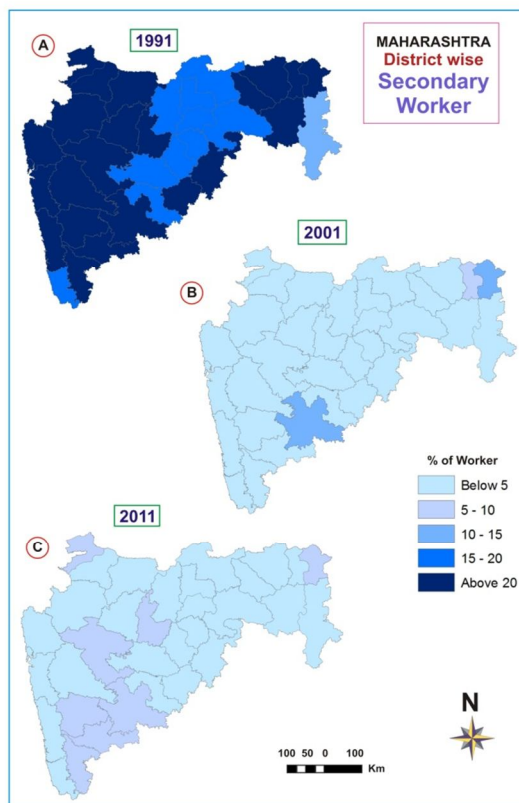 A
1991
MAHARASHTRA
District wise
Secondary
Worker
2001
B
% of Worker
Below 5
5 - 10
10 - 15
15 - 20
Above 20
2011
C
N
100 50 0 100
Km